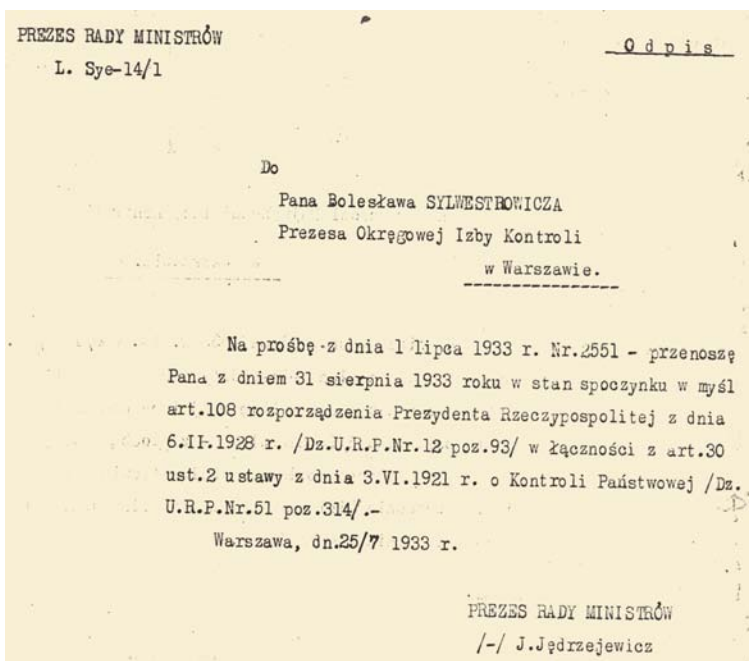 PREZES RADY MINISTRÓW
Odpis
L. Sye-14/1
Do
Pana Bolesława SYLWESTROWICZA
Prezesa Okręgowej Izby Kontroli
w Warszawie.
Na prośbę z dnia 1 lipca 1933 r. Nr.2551 - przenoszę
Pana z dniem 31 sierpnia 1933 roku w stan spoczynku w myśl
art.108 rozporządzenia Prezydenta Rzeczypospolitej z dnia
6.II.1928 r. /Dz.U.R.P.Nr.12 poz.93/ w łączności z art.30
ust.2 ustawy z dnia 3.VI.1921 r. o Kontroli Państwowej /Dz.
U.R.P.Nr.51 poz.314/.-
Warszawa, dn.25/7 1933 r.
PREZES RADY MINISTRÓW
/-/ J.Jędrzejewicz